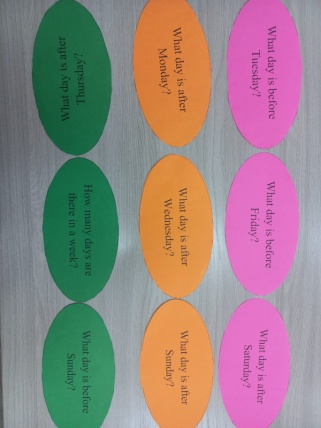 What day is before
Tuesday?
What day is before
Friday?
What day is after
Saturday?
What day is after
Monday?
What day is after
Wednesday?
What day is after
Sunday?
What day is after
Thursday?
How many days are
there in a week?
What day is before
Sunday?